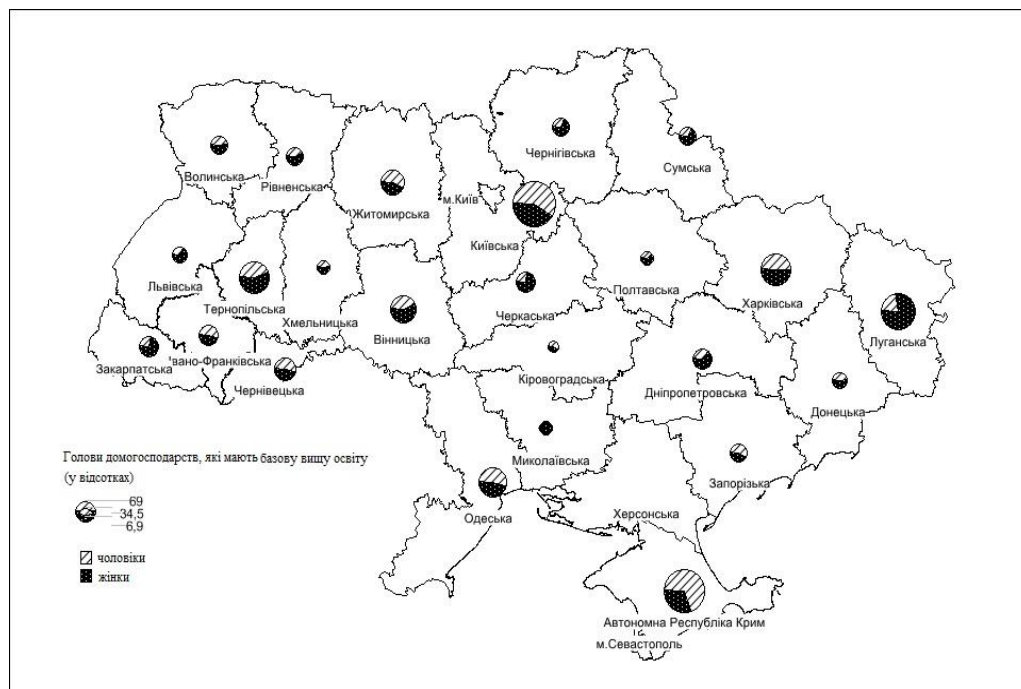 Чернігівська
Сумська
Волинська
Рівненська
Житомирська
м.Київ
Київська
Львівська
Тернопільська
Хмельницька
Вінницька
Черкаська
Полтавська
Харківська
Луганська
Закарпатська
Івано-Франківська
Чернівецька
Кіровоградська
Дніпропетровська
Донецька
Миколаївська
Запорізька
Одеська
Херсонська
Автономна Республіка Крим
м.Севастополь
Голови домогосподарств, які мають базову вищу освіту
(у відсотках)
69
34,5
6,9
чоловіки
жінки